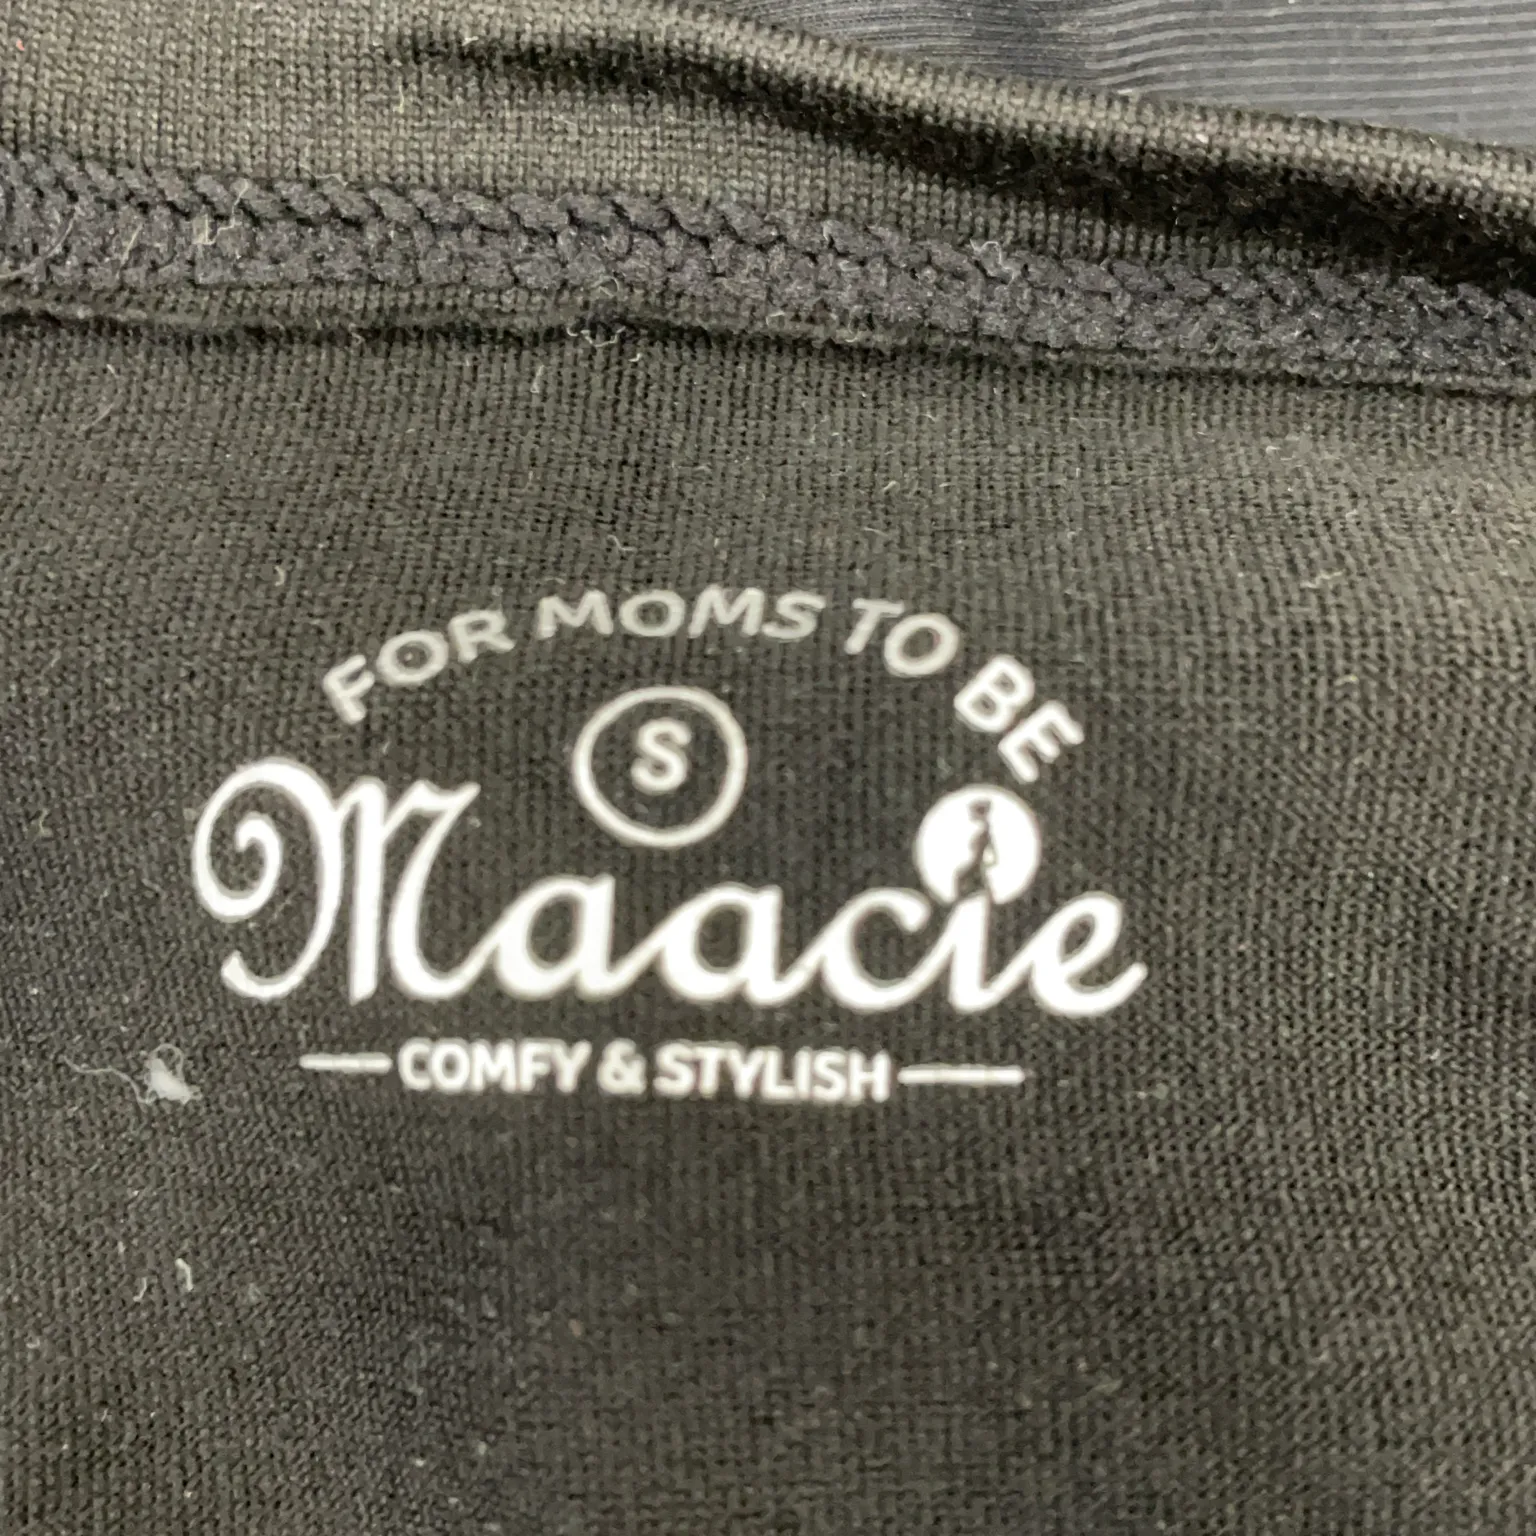 FOR MOMS TO BE
S
Maacie
COMFY & STYLISH